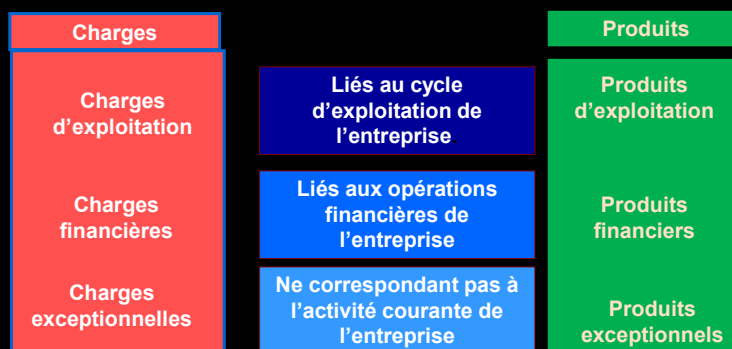 Charges
Produits
Charges
d'exploitation
Liés au cycle
d'exploitation de
l'entreprise.
Produits
d'exploitation
Charges
financières
Liés aux opérations
financières de
l'entreprise
Produits
financiers
Charges
exceptionnelles
Ne correspondant pas à
l'activité courante de
l'entreprise
Produits
exceptionnels